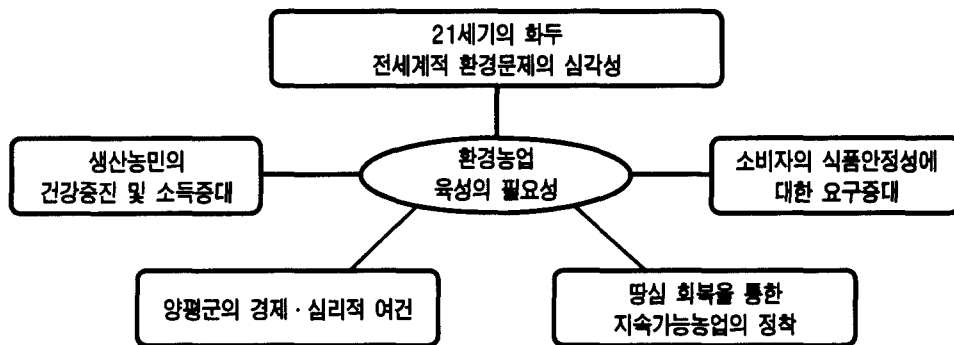 21세기의 화두
전세계적 환경문제의 심각성
생산농민의
건강증진 및 소득증대
환경농업
육성의 필요성
소비자의 식품안정성에
대한 요구증대
양평군의 경제 · 심리적 여건
땅심 회복을 통한
지속가능농업의 정착